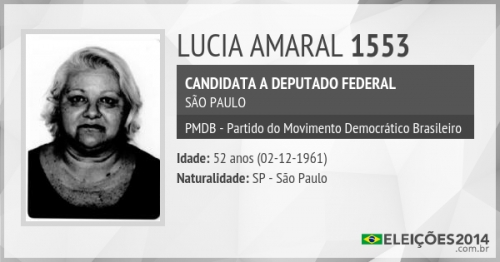 LUCIA AMARAL 1553
CANDIDATA A DEPUTADO FEDERAL
SÃO PAULO
PMDB - Partido do Movimento Democrático Brasileiro
Idade: 52 anos (02-12-1961)
Naturalidade: SP - São Paulo
ELEIÇÕES2014
.com.br